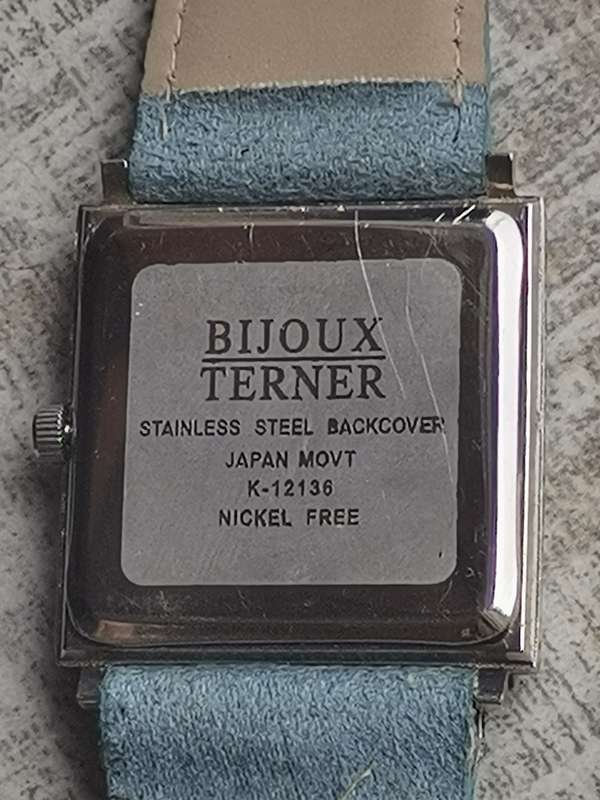 BIJOUX
TERNER
STAINLESS STEEL BACKCOVER
JAPAN MOVT
K-12136
NICKEL FREE